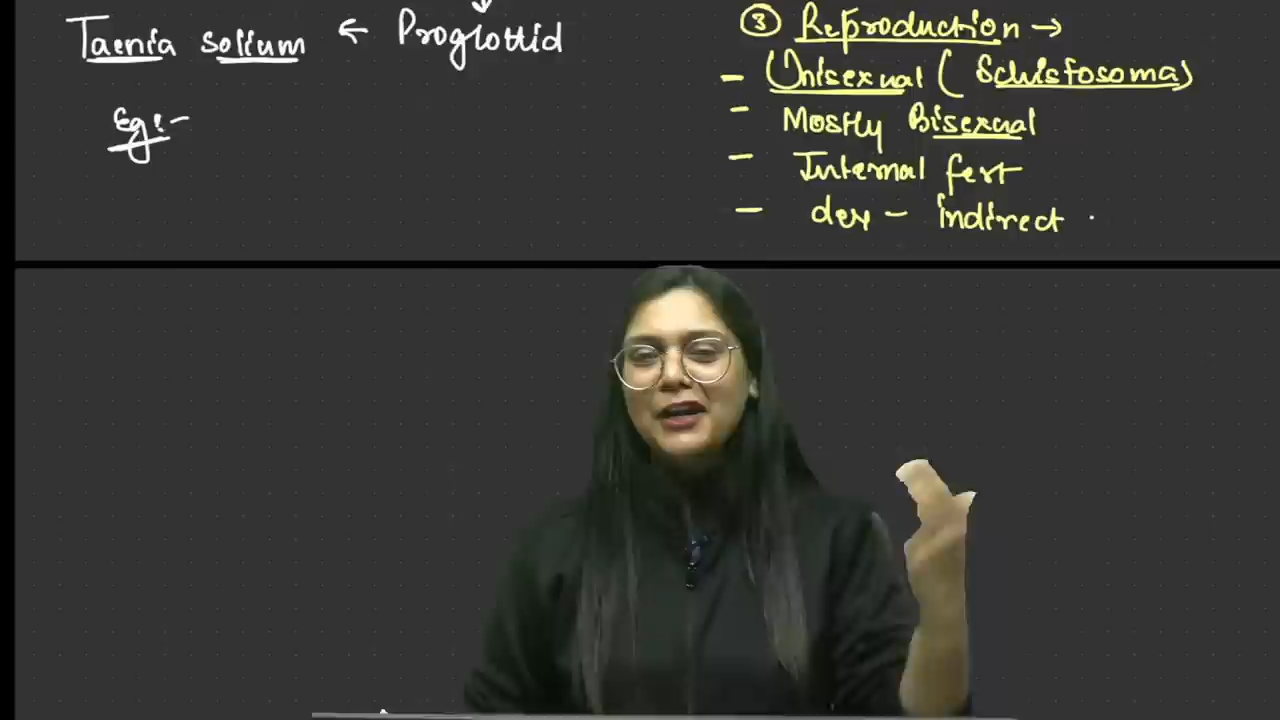 Taenia solium ← Proglottid
Eg:-
③ Reproduction →
- Unisexual (Schistosoma)
- Mostly Bisexual
- Internal fert
- dev - indirect